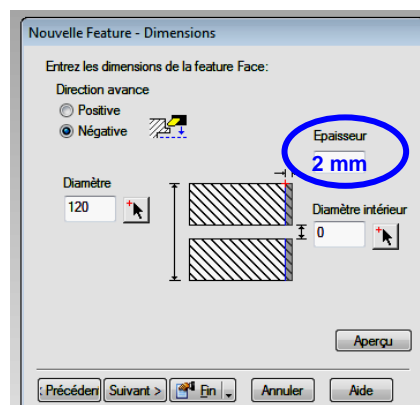 Nouvelle Feature - Dimensions
Entrez les dimensions de la feature Face:
Direction avance
Positive
Négative
Epaisseur
2 mm
Diamètre
120
Diamètre intérieur
0
Aperçu
: Précédent
Suivant >
Fin
Annuler
Aide